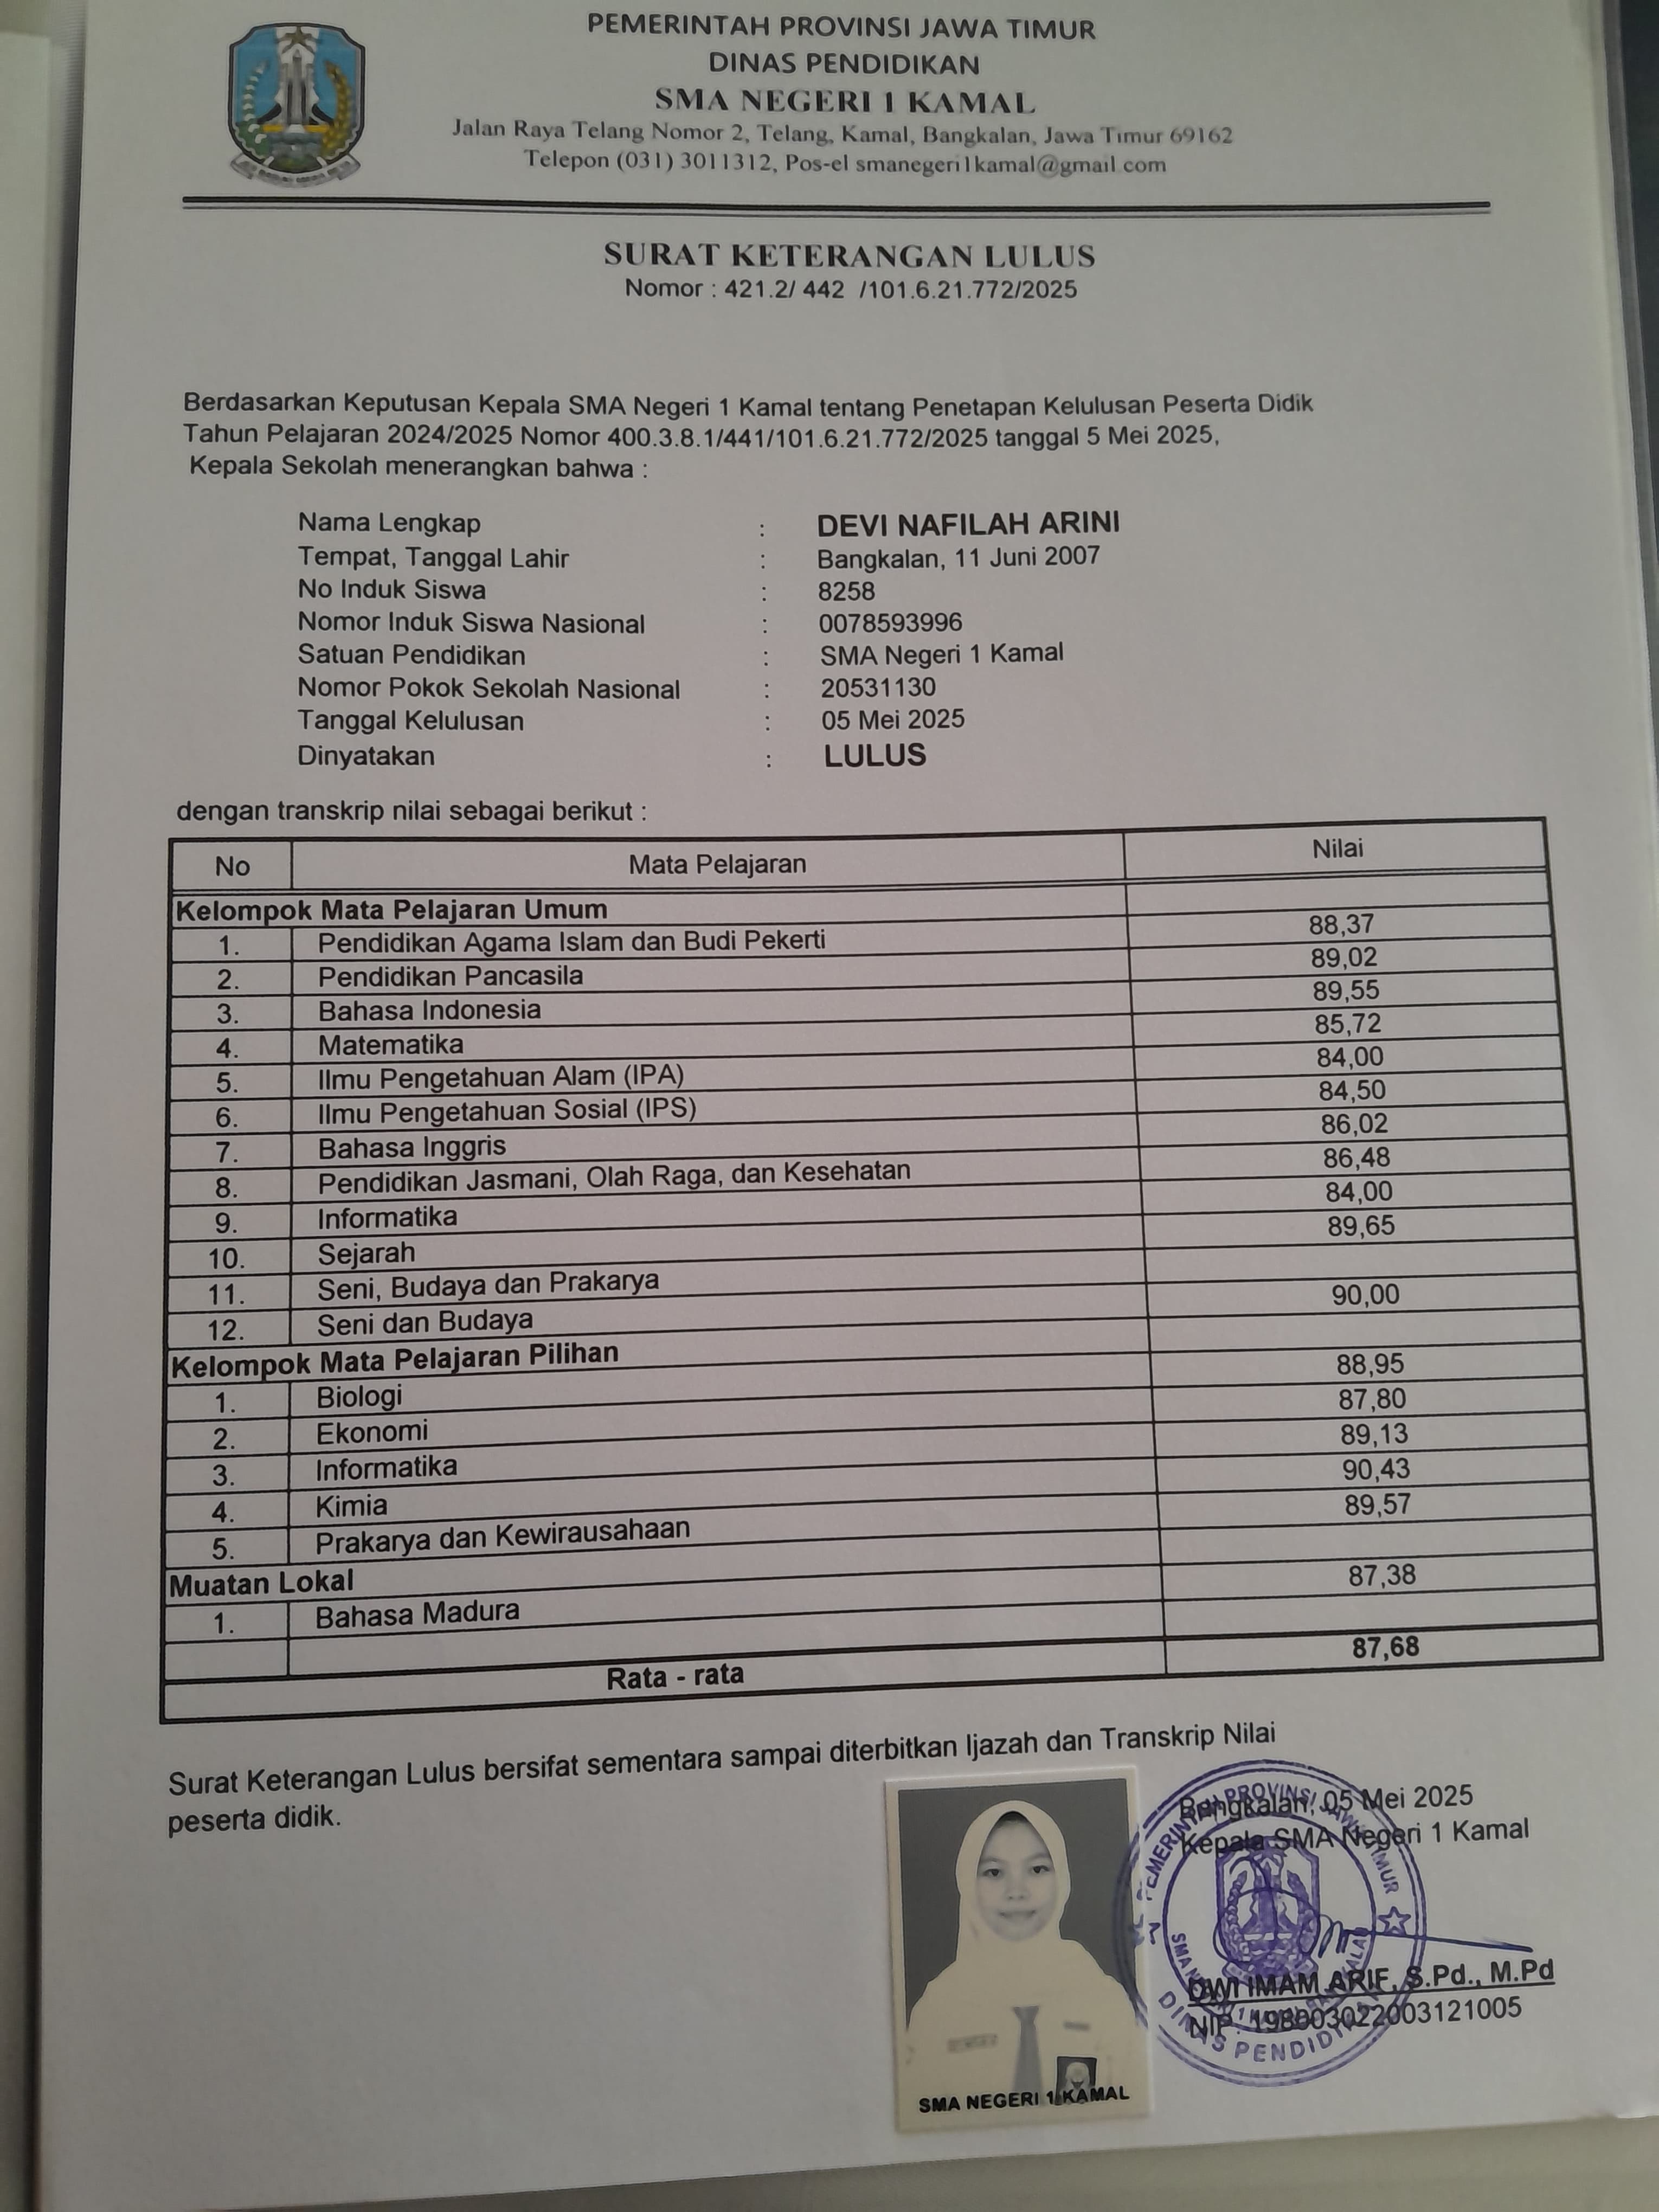 PEMERINTAH PROVINSI JAWA TIMUR
DINAS PENDIDIKAN
SMA NEGERI 1 KAMAL
Jalan Raya Telang Nomor 2, Telang, Kamal, Bangkalan, Jawa Timur 69162
Telepon (031) 3011312, Pos-el smanegeri1kamal@gmail.com
SURAT KETERANGAN LULUS
Nomor : 421.2/ 442 /101.6.21.772/2025
Berdasarkan Keputusan Kepala SMA Negeri 1 Kamal tentang Penetapan Kelulusan Peserta Didik
Tahun Pelajaran 2024/2025 Nomor 400.3.8.1/441/101.6.21.772/2025 tanggal 5 Mei 2025,
Kepala Sekolah menerangkan bahwa :
Nama Lengkap : DEVI NAFILAH ARINI
Tempat, Tanggal Lahir : Bangkalan, 11 Juni 2007
No Induk Siswa : 8258
Nomor Induk Siswa Nasional : 0078593996
Satuan Pendidikan : SMA Negeri 1 Kamal
Nomor Pokok Sekolah Nasional : 20531130
Tanggal Kelulusan : 05 Mei 2025
Dinyatakan : LULUS
dengan transkrip nilai sebagai berikut :
No Mata Pelajaran Nilai
Kelompok Mata Pelajaran Umum
1. Pendidikan Agama Islam dan Budi Pekerti 88,37
2. Pendidikan Pancasila 89,02
3. Bahasa Indonesia 89,55
4. Matematika 85,72
5. Ilmu Pengetahuan Alam (IPA) 84,00
6. Ilmu Pengetahuan Sosial (IPS) 84,50
7. Bahasa Inggris 86,02
8. Pendidikan Jasmani, Olah Raga, dan Kesehatan 86,48
9. Informatika 84,00
10. Sejarah 89,65
11. Seni, Budaya dan Prakarya
12. Seni dan Budaya 90,00
Kelompok Mata Pelajaran Pilihan
1. Biologi 88,95
2. Ekonomi 87,80
3. Informatika 89,13
4. Kimia 90,43
5. Prakarya dan Kewirausahaan 89,57
Muatan Lokal
1. Bahasa Madura 87,38
Rata - rata 87,68
Surat Keterangan Lulus bersifat sementara sampai diterbitkan Ijazah dan Transkrip Nilai
peserta didik.
Bangkalan, 05 Mei 2025
Kepala SMA Negeri 1 Kamal
PEMERINTAH PROVINSI JAWA TIMUR
DINAS PENDIDIKAN
DWI IMAM ARIF, S.Pd., M.Pd
NIP. 198003022003121005
SMA NEGERI 1 KAMAL